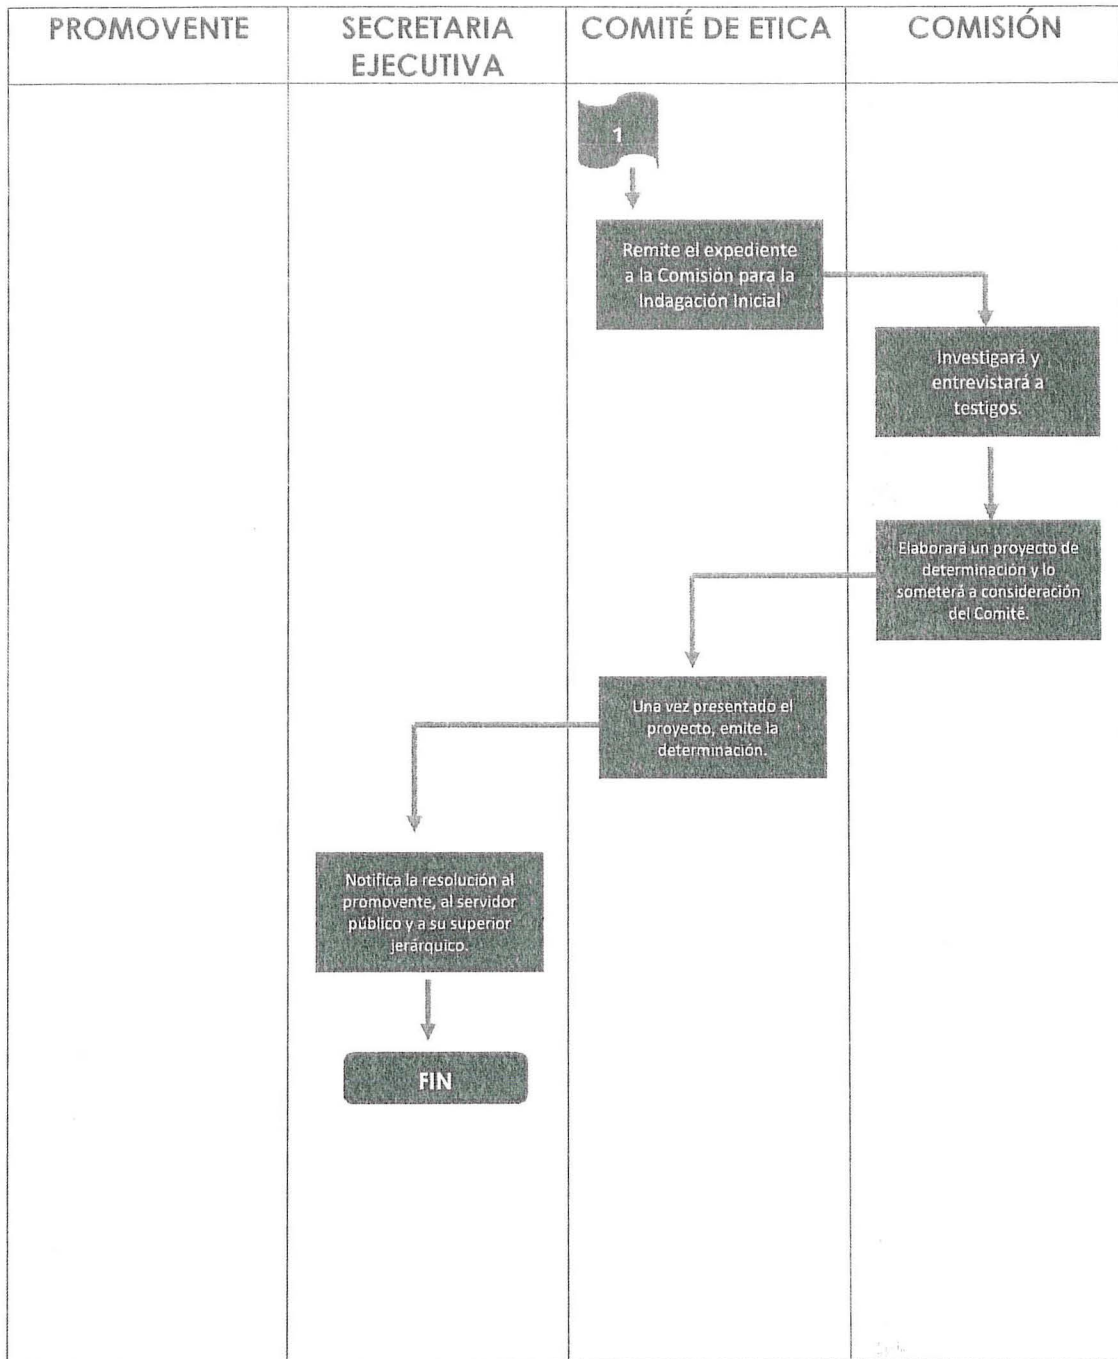 PROMOVENTE
SECRETARIA
EJECUTIVA
COMITÉ DE ETICA
COMISIÓN
1
Remite el expediente
a la Comisión para la
Indagación Inicial
Investigará y
entrevistará a
testigos.
Elaborará un proyecto de
determinación y lo
someterá a consideración
del Comité.
Una vez presentado el
proyecto, emite la
determinación.
Notifica la resolución al
promovente, al servidor
público y a su superior
jerárquico.
FIN